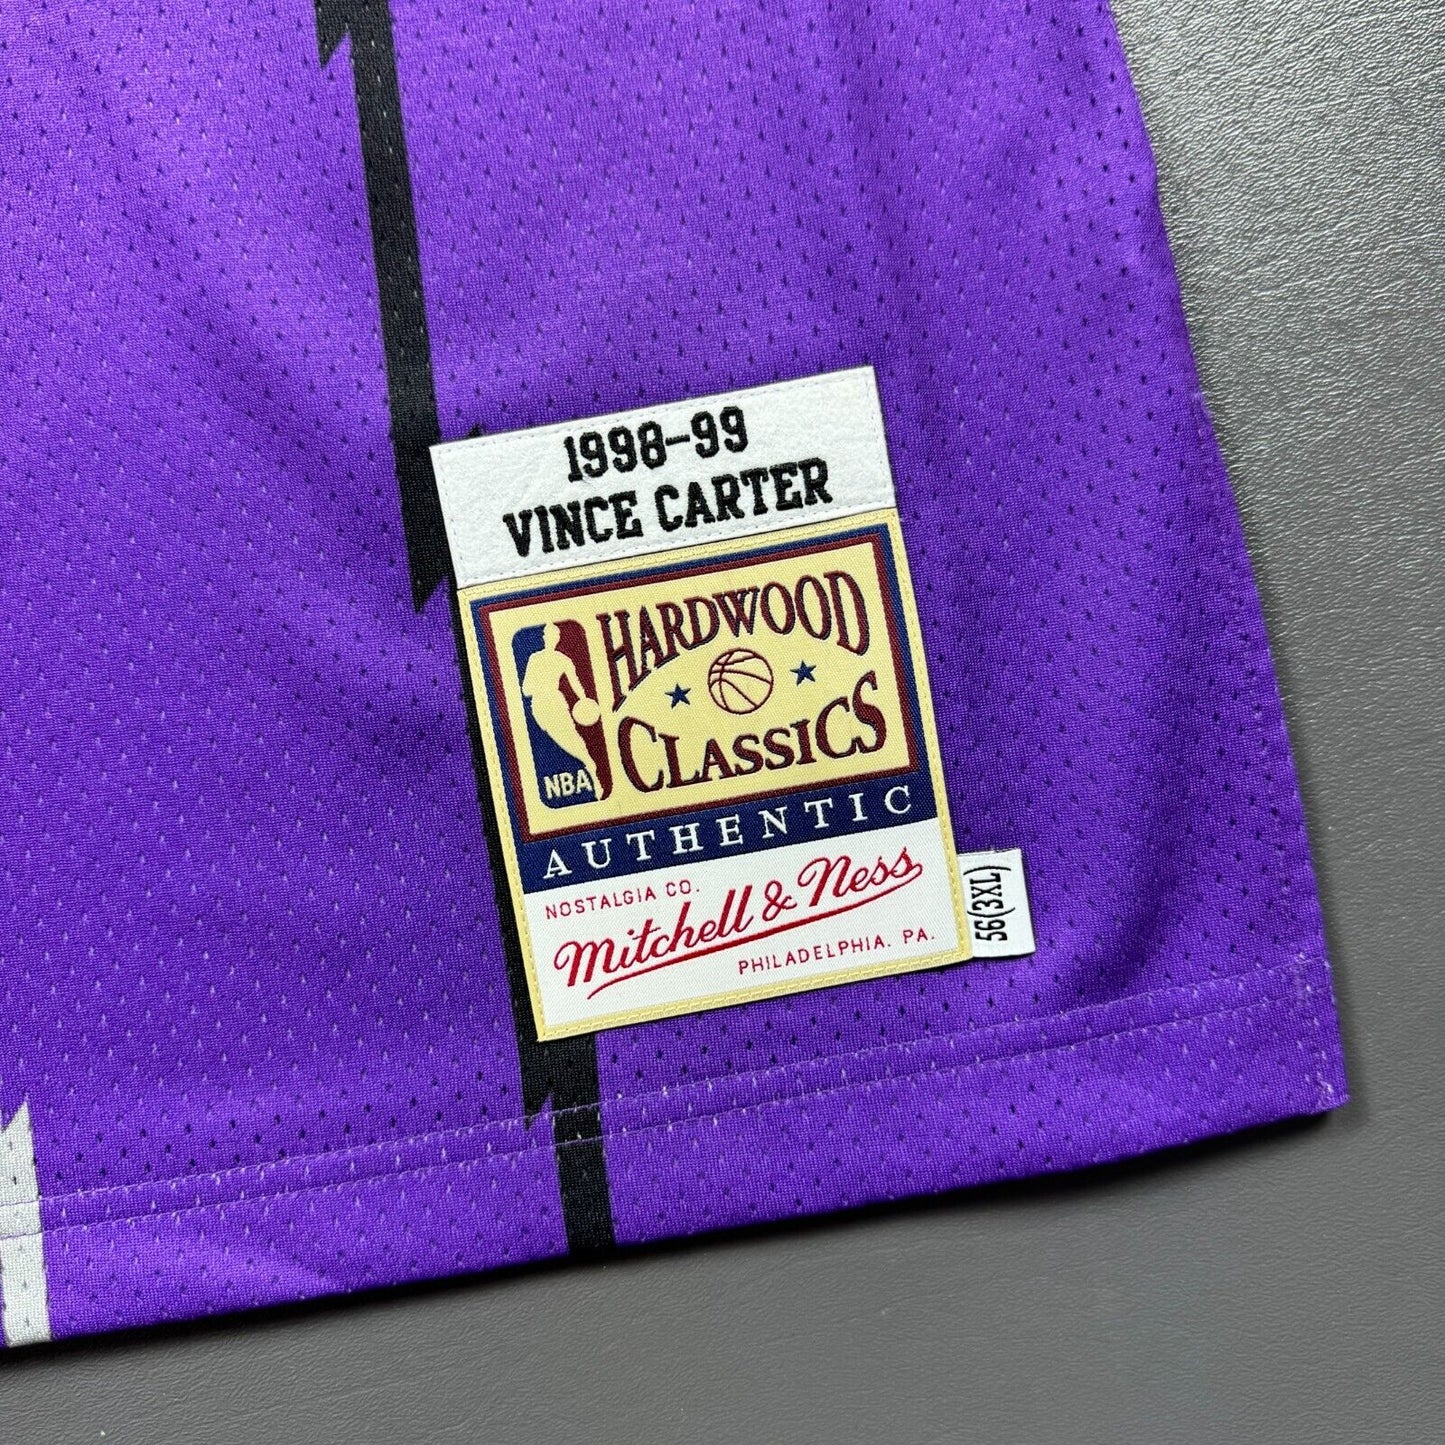 1998-99
VINCE CARTER
HARDWOOD
CLASSICS
NBA
AUTHENTIC
NOSTALGIA CO.
Mitchell & Ness
PHILADELPHIA, PA.
56(3XL)